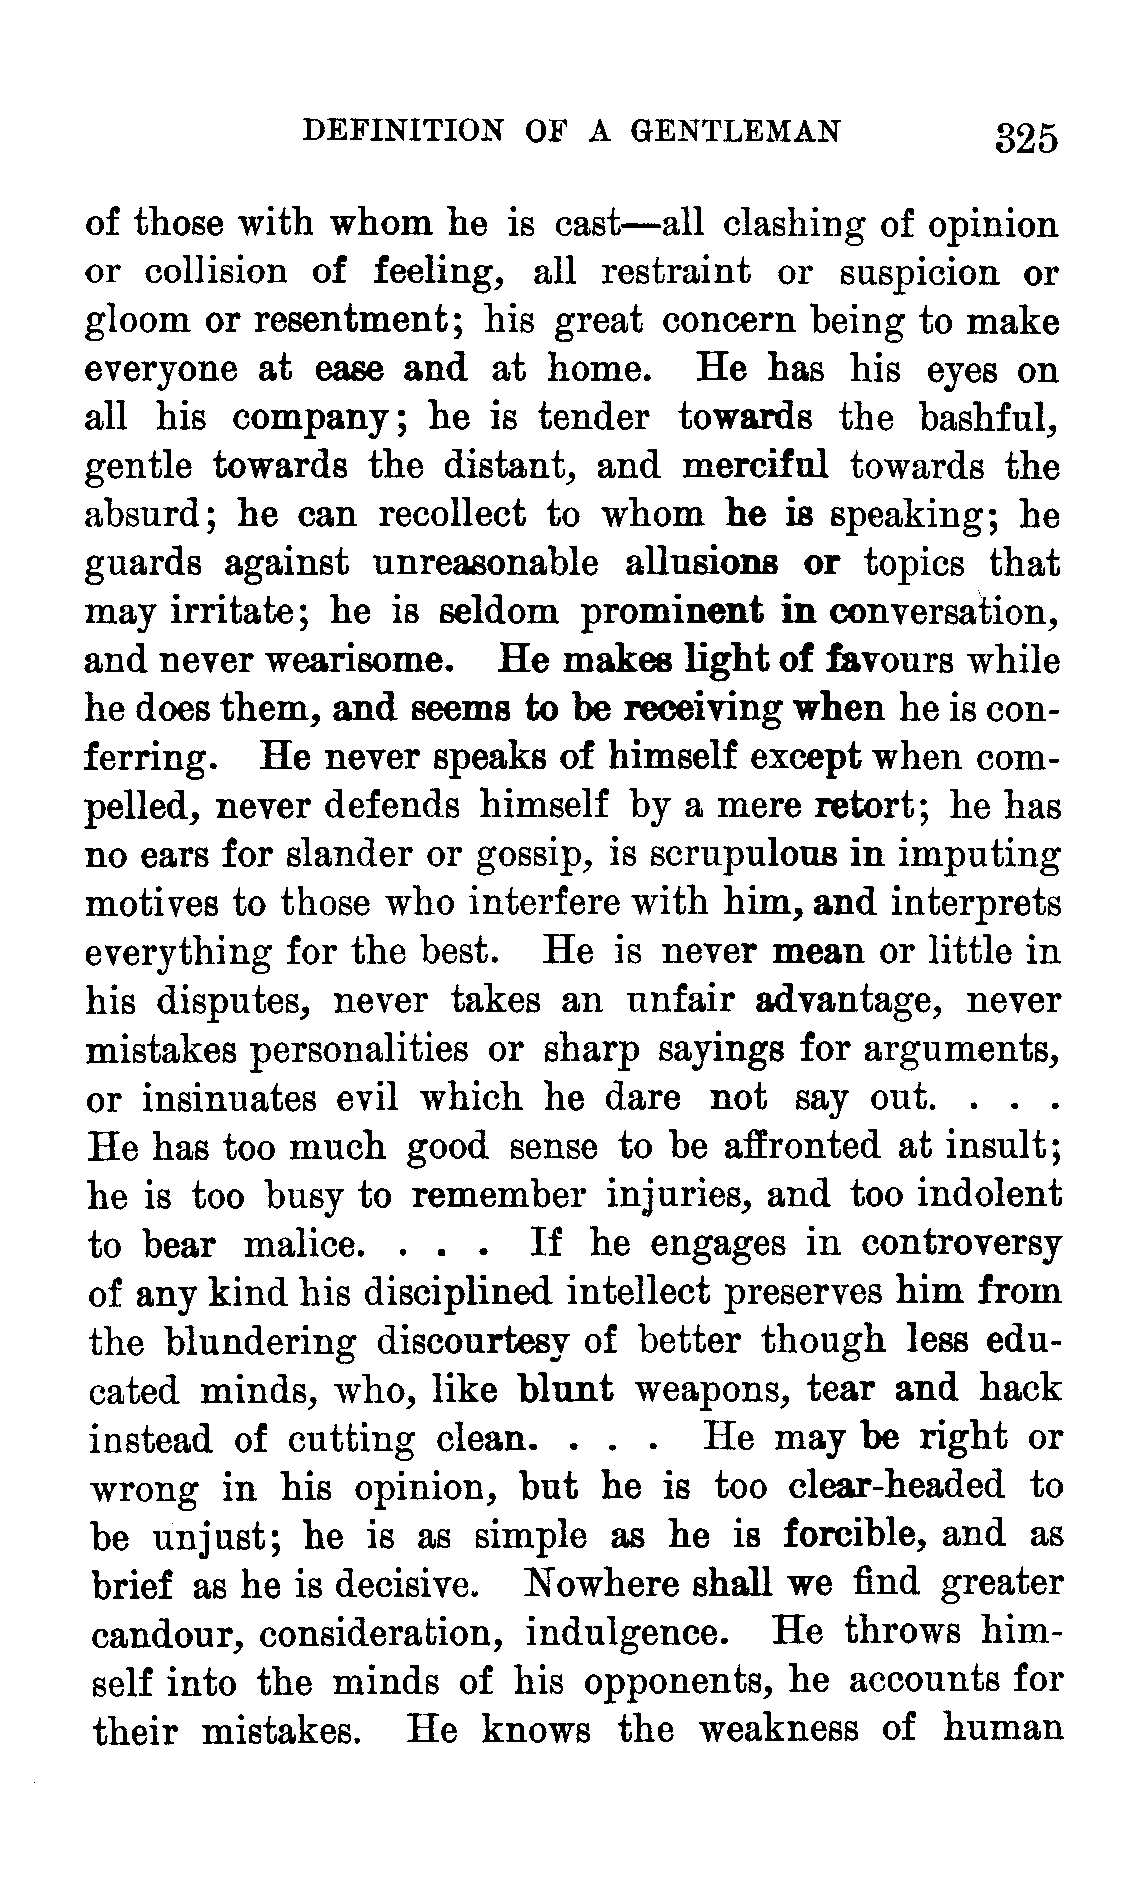 DEFINITION OF A GENTLEMAN 325
of those with whom he is cast—all clashing of opinion
or collision of feeling, all restraint or suspicion or
gloom or resentment; his great concern being to make
everyone at ease and at home. He has his eyes on
all his company; he is tender towards the bashful,
gentle towards the distant, and merciful towards the
absurd; he can recollect to whom he is speaking; he
guards against unreasonable allusions or topics that
may irritate; he is seldom prominent in conversation,
and never wearisome. He makes light of favours while
he does them, and seems to be receiving when he is con-
ferring. He never speaks of himself except when com-
pelled, never defends himself by a mere retort; he has
no ears for slander or gossip, is scrupulous in imputing
motives to those who interfere with him, and interprets
everything for the best. He is never mean or little in
his disputes, never takes an unfair advantage, never
mistakes personalities or sharp sayings for arguments,
or insinuates evil which he dare not say out. . . .
He has too much good sense to be affronted at insult;
he is too busy to remember injuries, and too indolent
to bear malice. . . . If he engages in controversy
of any kind his disciplined intellect preserves him from
the blundering discourtesy of better though less edu-
cated minds, who, like blunt weapons, tear and hack
instead of cutting clean. . . . He may be right or
wrong in his opinion, but he is too clear-headed to
be unjust; he is as simple as he is forcible, and as
brief as he is decisive. Nowhere shall we find greater
candour, consideration, indulgence. He throws him-
self into the minds of his opponents, he accounts for
their mistakes. He knows the weakness of human